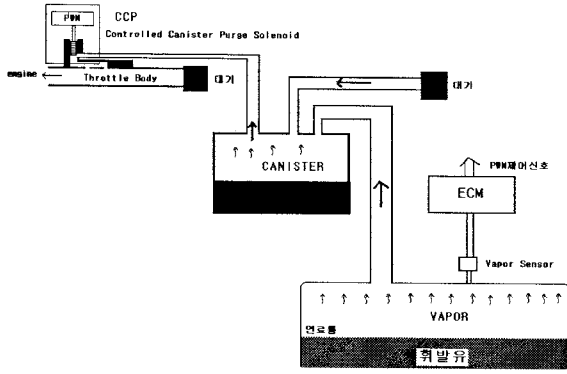 PWM
CCP
Controlled Canister Purge Solenoid
engine
Throttle Body
대기
대기
CANISTER
PWM제어신호
ECM
Vapor Sensor
VAPOR
연료틀
휘발유